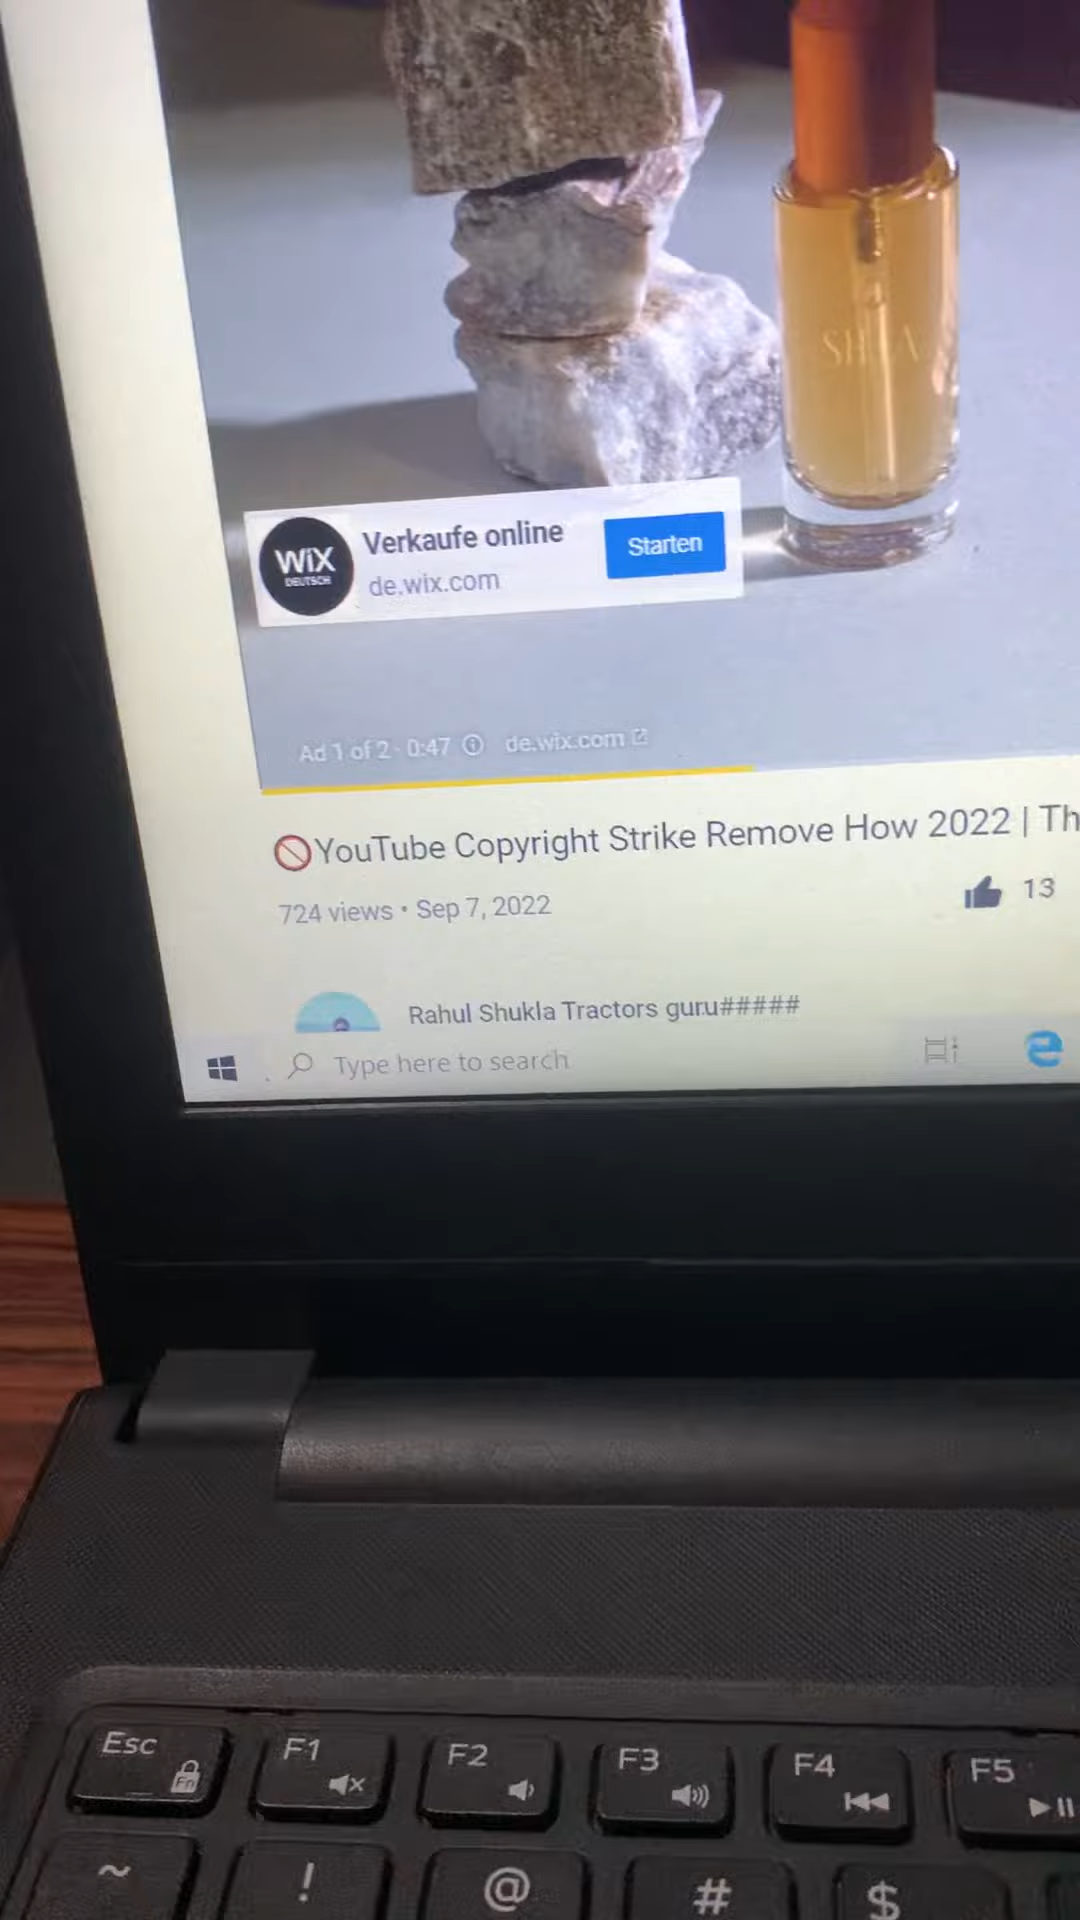 SHEA
WiX
DEUTSCH
Verkaufe online
de.wix.com
Starten
Ad 1 of 2 · 0:47 de.wix.com
YouTube Copyright Strike Remove How 2022 | Th
724 views • Sep 7, 2022
13
Rahul Shukla Tractors guru#####
Type here to search
Esc
Fn
F1
F2
F3
F4
F5
~
!
@
#
$